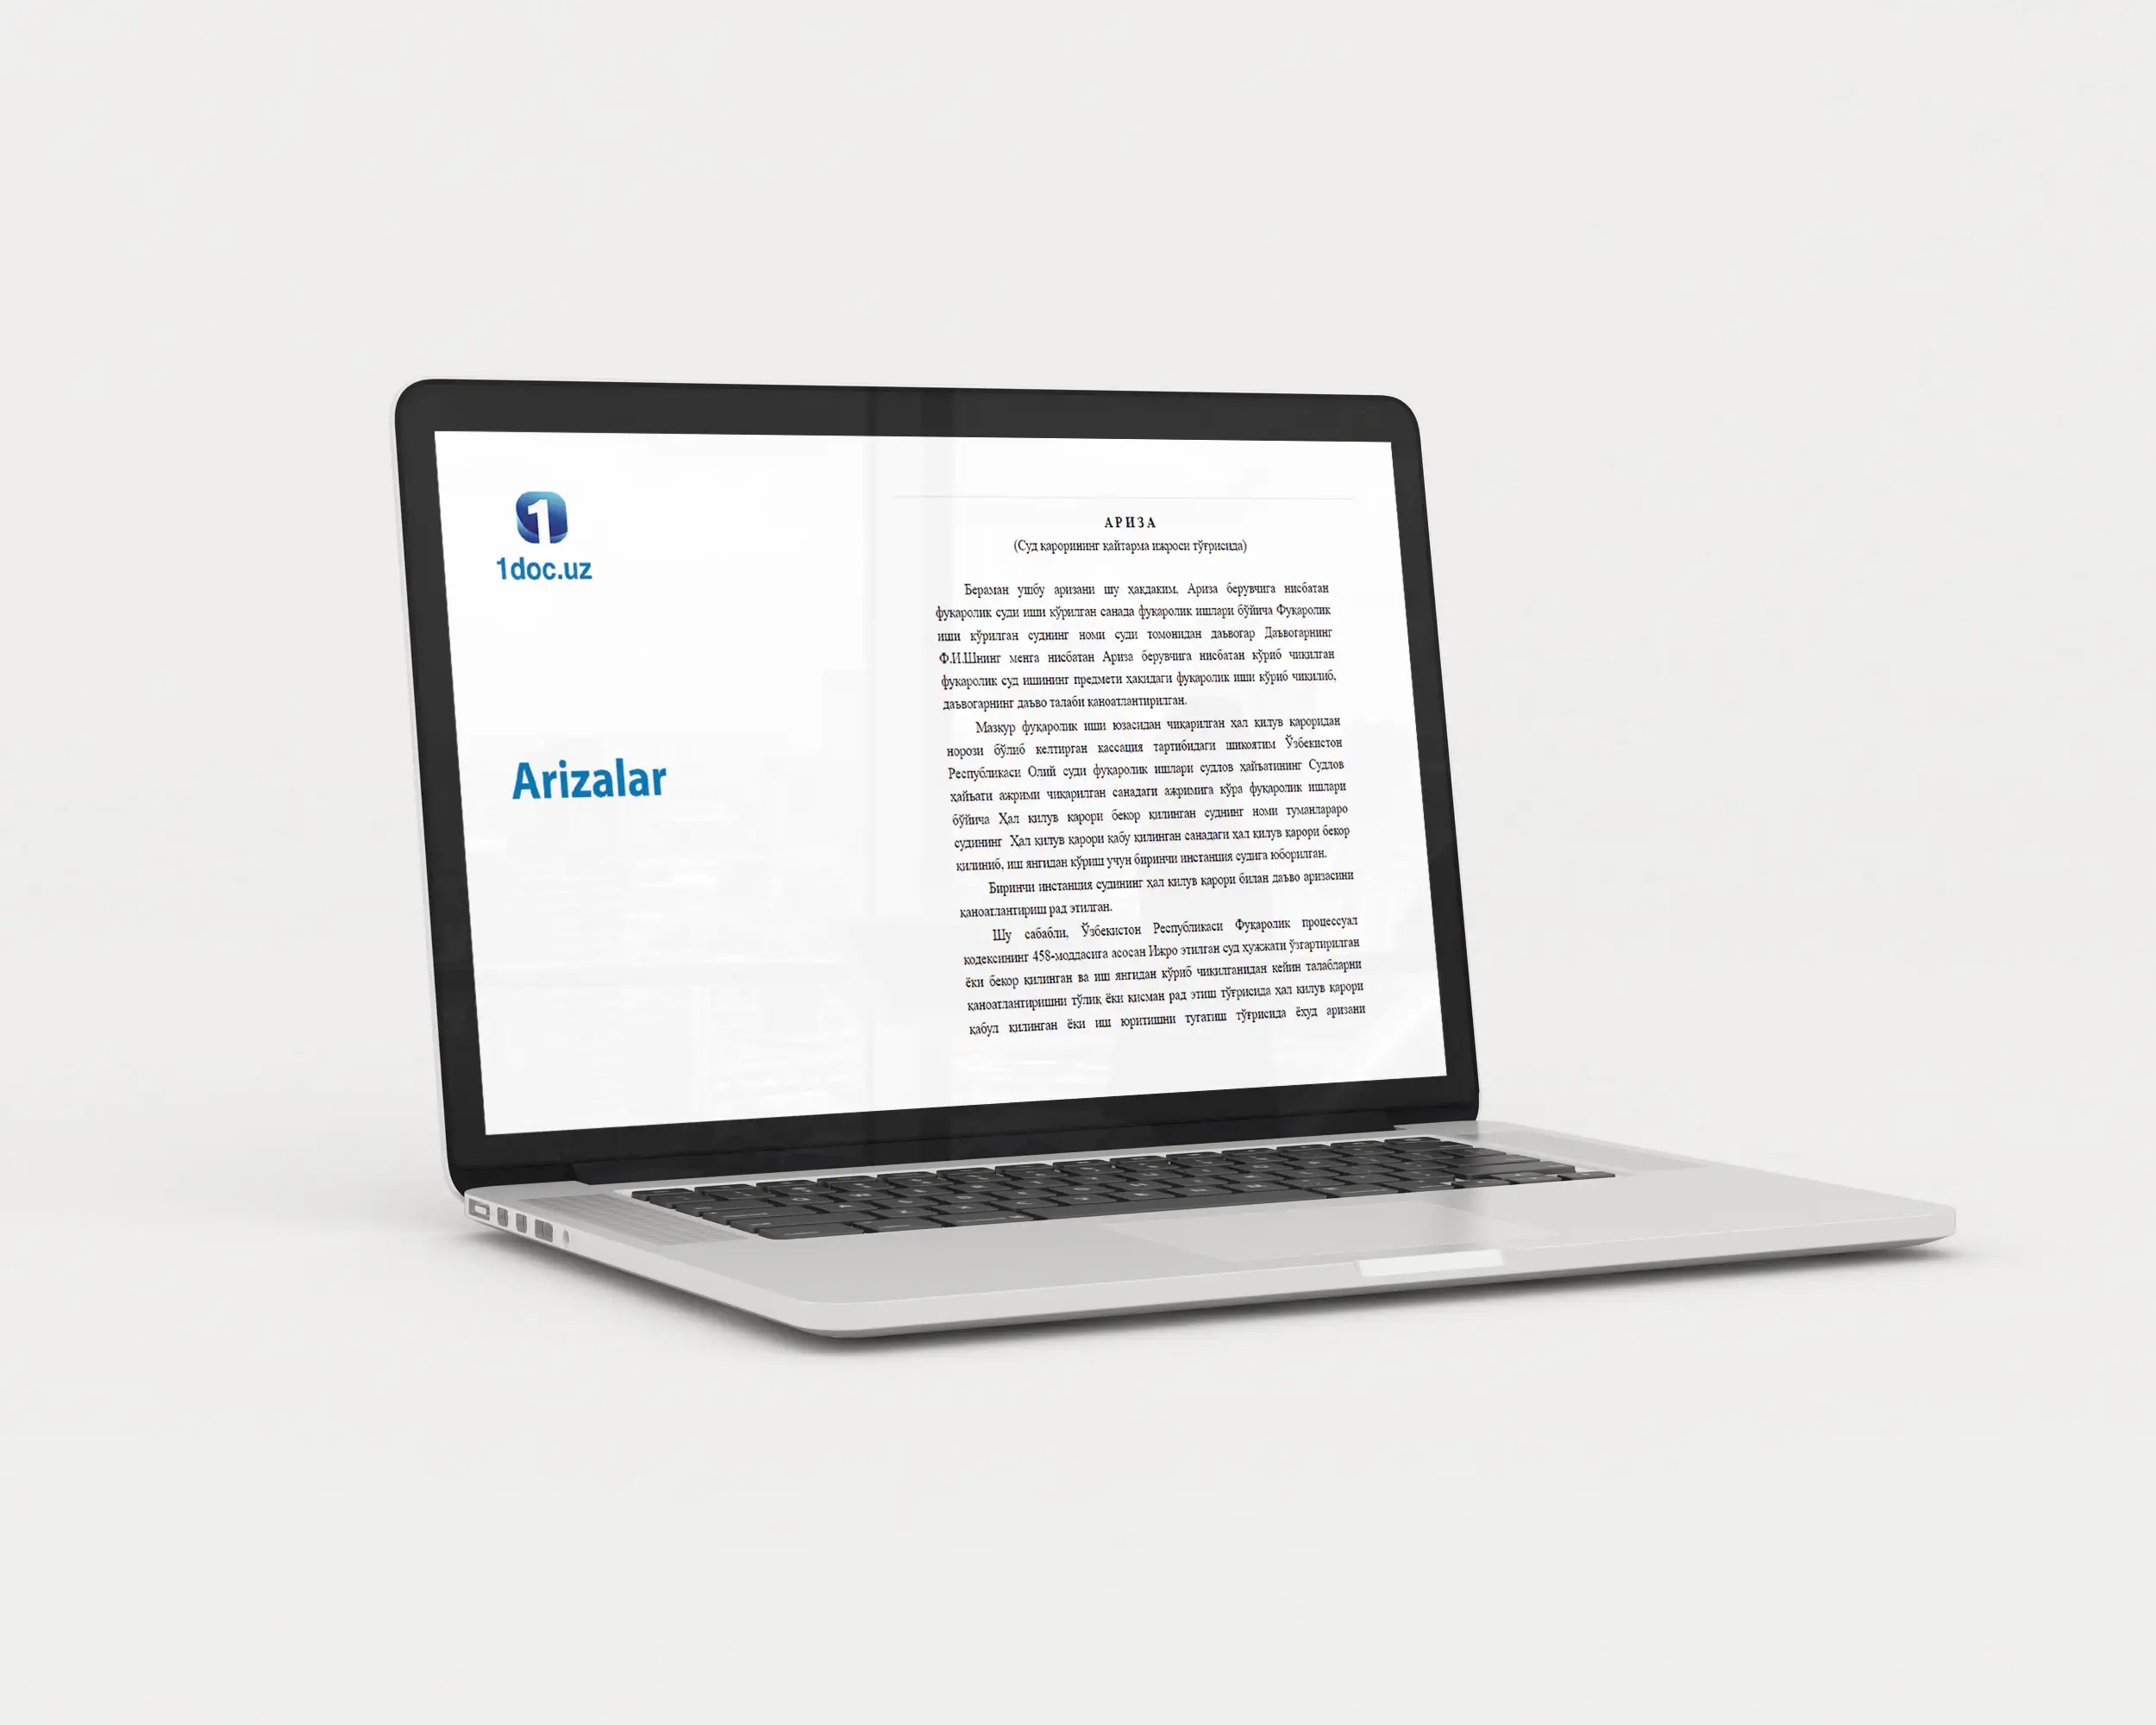 1
1doc.uz
Arizalar
АРИЗА
(Суд қарорининг қайтарма ижроси тўғрисида)
Бераман ушбу аризани шу ҳақдаким, Ариза берувчига нисбатан
фуқаролик суди иши кўрилган санада фуқаролик ишлари бўйича Фуқаролик
иши кўрилган суднинг номи суди томонидан даъвогар Даъвогарнинг
Ф.И.Шнинг менга нисбатан Ариза берувчига нисбатан кўриб чиқилган
фуқаролик суд ишининг предмети ҳақидаги фуқаролик иши кўриб чиқилиб,
даъвогарнинг даъво талаби қаноатлантирилган.
Мазкур фуқаролик иши юзасидан чиқарилган ҳал қилув қароридан
норози бўлиб келтирган кассация тартибидаги шикоятим Ўзбекистон
Республикаси Олий суди фуқаролик ишлари судлов ҳайъатининг Судлов
ҳайъати ажрими чиқарилган санадаги ажримига кўра фуқаролик ишлари
бўйича Ҳал қилув қарори бекор қилинган суднинг номи туманлараро
судининг Ҳал қилув қарори қабу қилинган санадаги ҳал қилув қарори бекор
қилиниб, иш янгидан кўриш учун биринчи инстанция судига юборилган.
Биринчи инстанция судининг ҳал қилув қарори билан даъво аризасини
қаноатлантириш рад этилган.
Шу сабабли, Ўзбекистон Республикаси Фуқаролик процессуал
кодексининг 458-моддасига асосан Ижро этилган суд ҳужжати ўзгартирилган
ёки бекор қилинган ва иш янгидан кўриб чиқилганидан кейин талабларни
қаноатлантиришни тўлиқ ёки қисман рад этиш тўғрисида ҳал қилув қарори
қабул қилинган ёки иш юритишни тугатиш тўғрисида ёхуд аризани